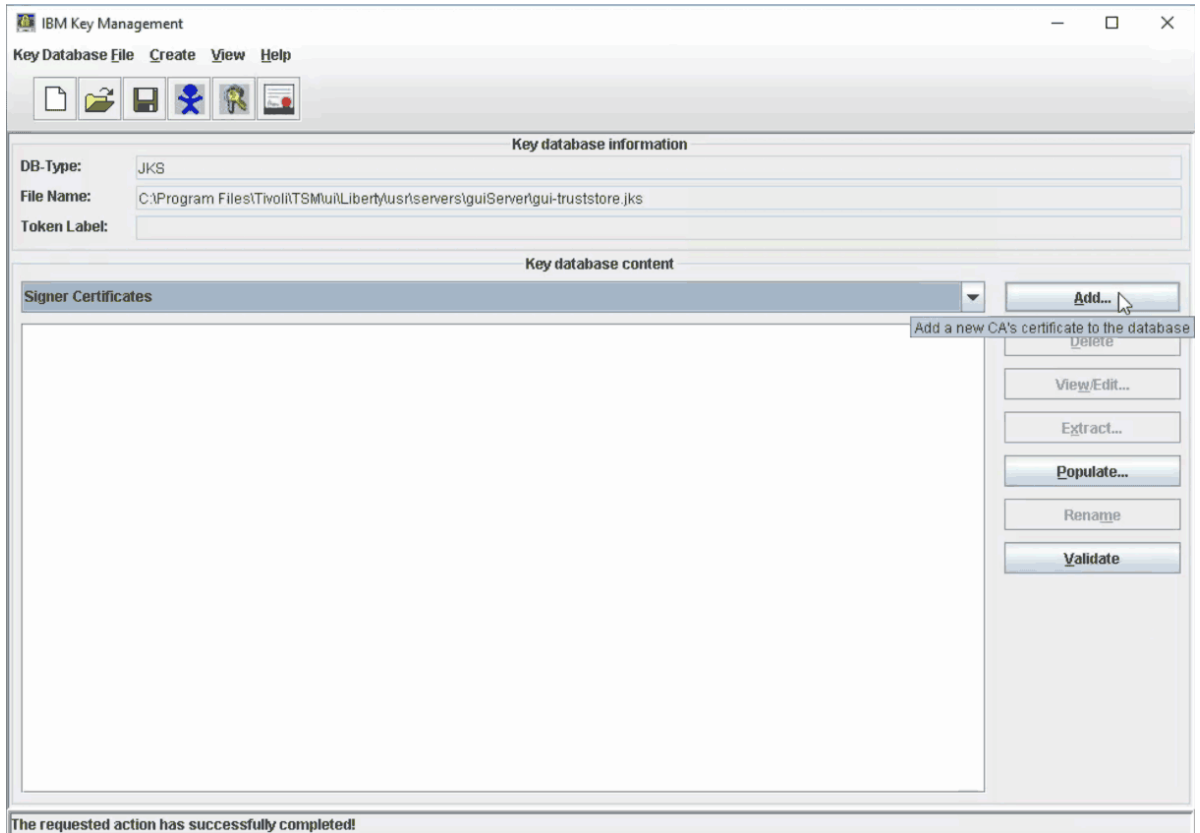 IBM Key Management
Key Database File Create View Help
Key database information
DB-Type: JKS
File Name: C:\Program Files\Tivoli\TSM\ui\Liberty\usr\servers\guiServer\gui-truststore.jks
Token Label:
Key database content
Signer Certificates
Add...
Add a new CA's certificate to the database
Delete
View/Edit...
Extract...
Populate...
Rename
Validate
The requested action has successfully completed!